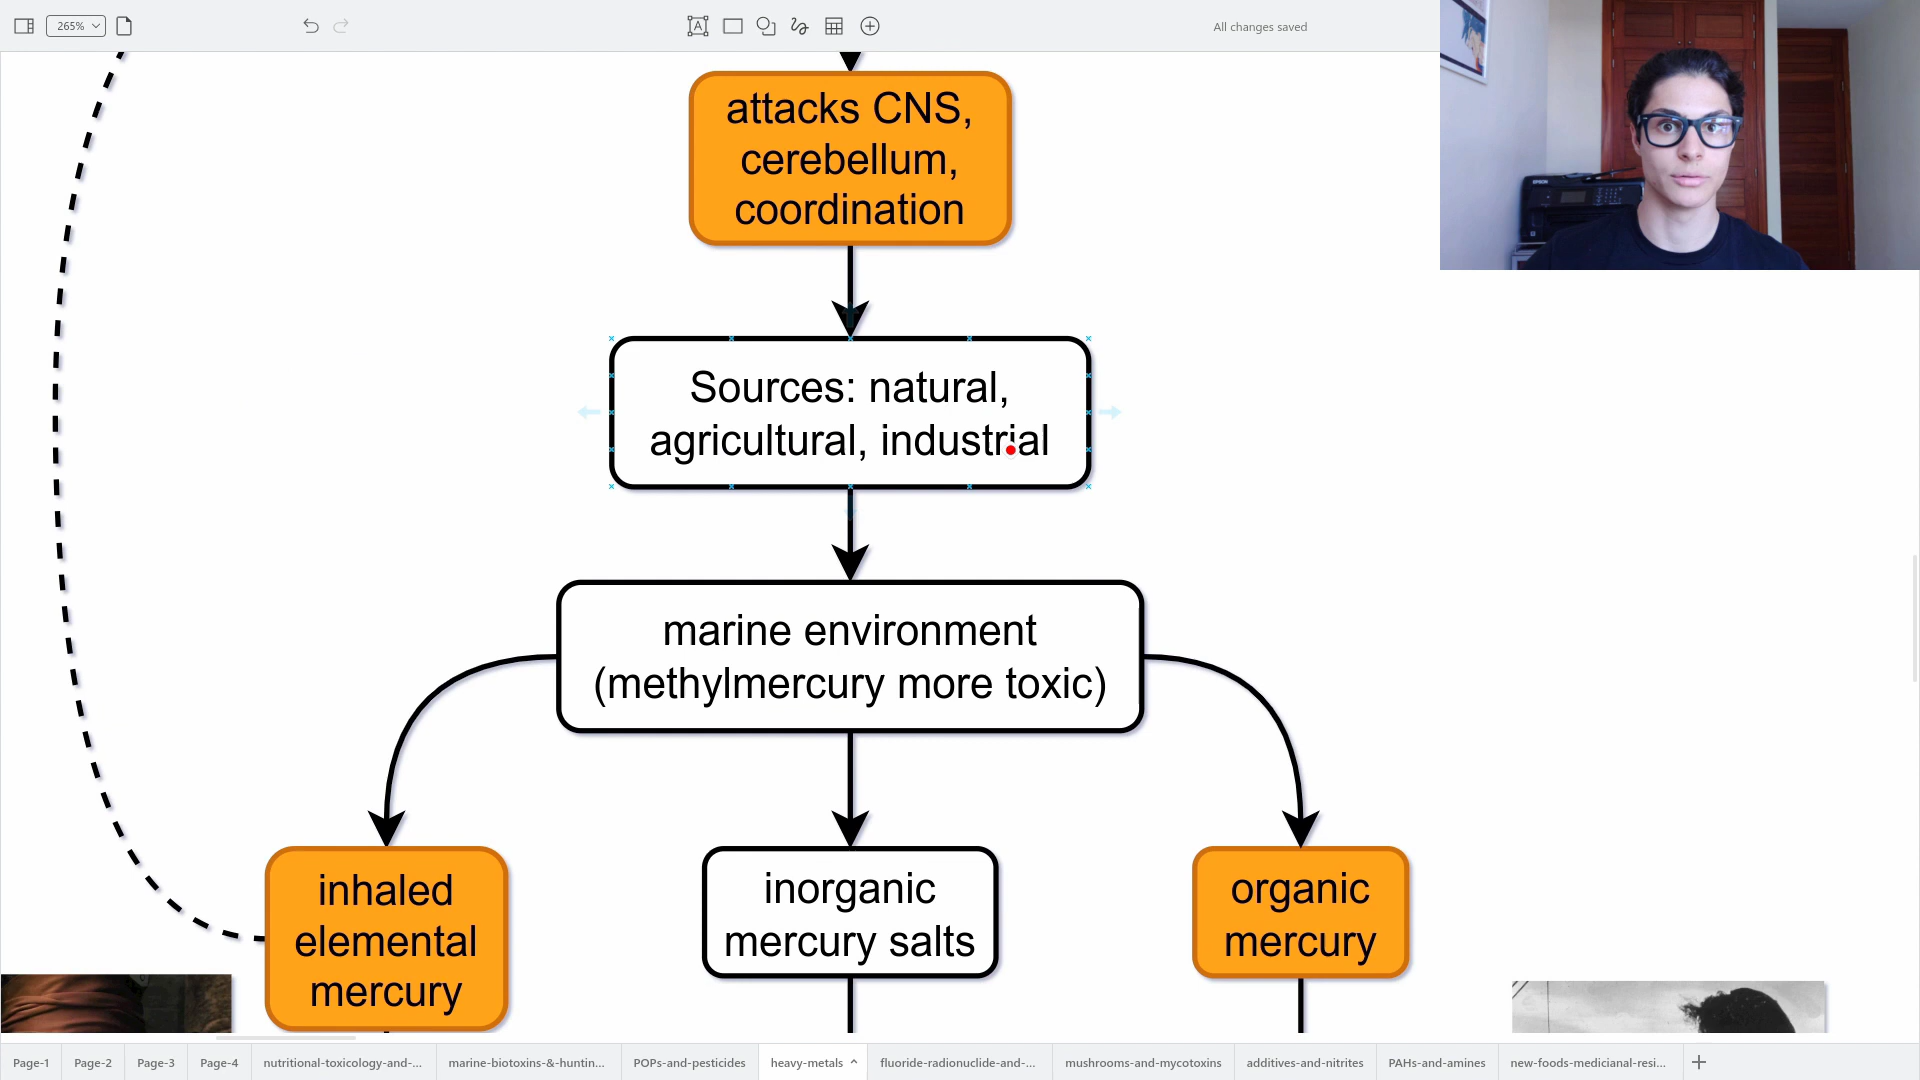 265%
All changes saved
EPSON
attacks CNS,
cerebellum,
coordination
Sources: natural,
agricultural, industrial
marine environment
(methylmercury more toxic)
inhaled
elemental
mercury
inorganic
mercury salts
organic
mercury
Page-1
Page-2
Page-3
Page-4
nutritional-toxicology-and-...
marine-biotoxins-&-huntin...
POPs-and-pesticides
heavy-metals
fluoride-radionuclide-and-...
mushrooms-and-mycotoxins
additives-and-nitrites
PAHs-and-amines
new-foods-medicianal-resi...